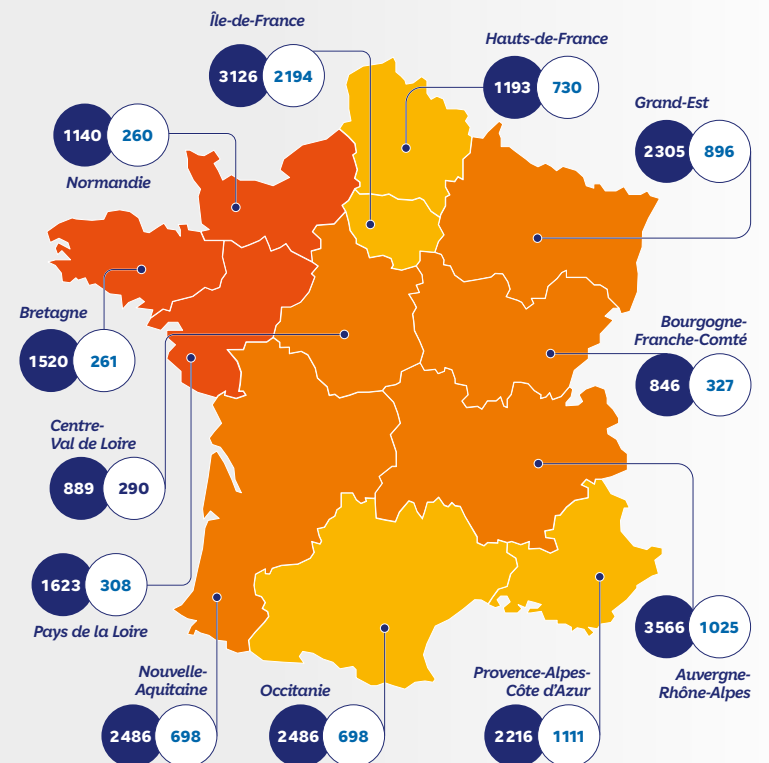 Île-de-France
3126 2194
Hauts-de-France
1193 730
Grand-Est
2305 896
1140 260
Normandie
Bretagne
1520 261
Bourgogne-
Franche-Comté
846 327
Centre-
Val de Loire
889 290
1623 308
Pays de la Loire
3566 1025
Auvergne-
Rhône-Alpes
Nouvelle-
Aquitaine
2486 698
Occitanie
2486 698
Provence-Alpes-
Côte d'Azur
2216 1111